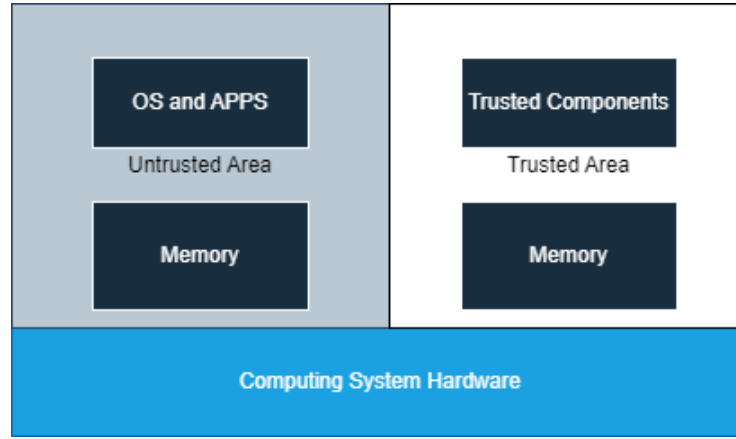 OS and APPS
Untrusted Area
Memory
Trusted Components
Trusted Area
Memory
Computing System Hardware